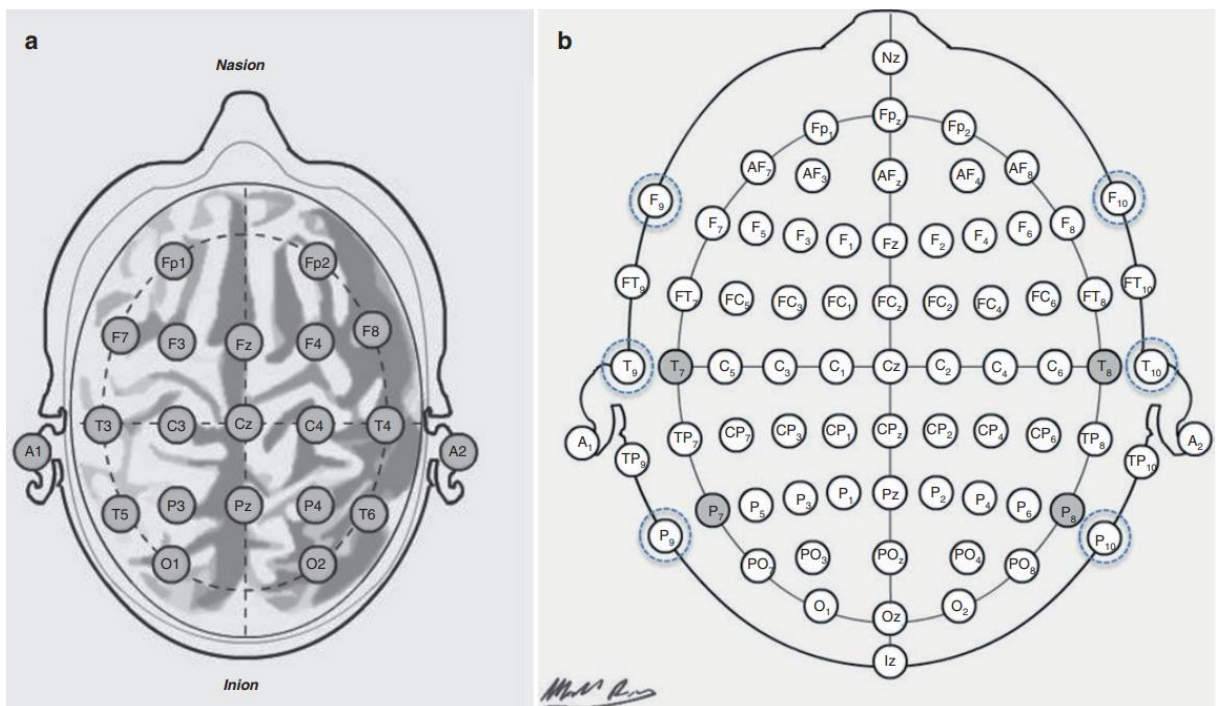 a
Nasion
Fp1 Fp2
F7 F3 Fz F4 F8
A1 T3 C3 Cz C4 T4 A2
T5 P3 Pz P4 T6
O1 O2
Inion
b
Nz
Fp1 Fpz Fp2
AF7 AF3 AFz AF4 AF8
F9 F7 F5 F3 F1 Fz F2 F4 F6 F8 F10
FT9 FT7 FC5 FC3 FC1 FCz FC2 FC4 FC6 FT8 FT10
T9 T7 C5 C3 C1 Cz C2 C4 C6 T8 T10
A1 A2
TP9 TP7 CP7 CP3 CP1 CPz CP2 CP4 CP6 TP8 TP10
P9 P7 P5 P3 P1 Pz P2 P4 P6 P8 P10
PO7 PO3 POz PO4 PO8
O1 Oz O2
Iz